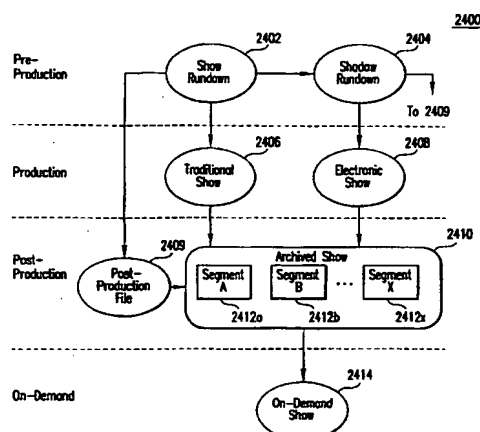 2400
Pre-
Production
Show
Rundown
2402
Shadow
Rundown
2404
To 2409
Production
Traditional
Show
2406
Electronic
Show
2408
Post-
Production
2409
Post-
Production
File
Archived Show
2410
Segment
A
2412a
Segment
B
2412b
...
Segment
X
2412x
On-Demand
On-Demand
Show
2414